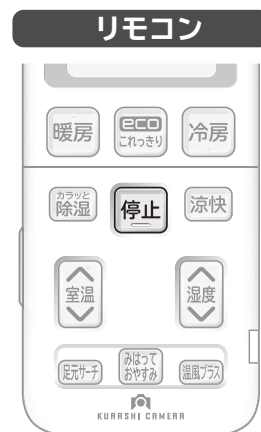 リモコン
暖房
eco
これっきり
冷房
カラッと
除湿
停止
涼快
室温
湿度
足元サーチ
みはって
おやすみ
温風プラス
KURASHI CAMERA